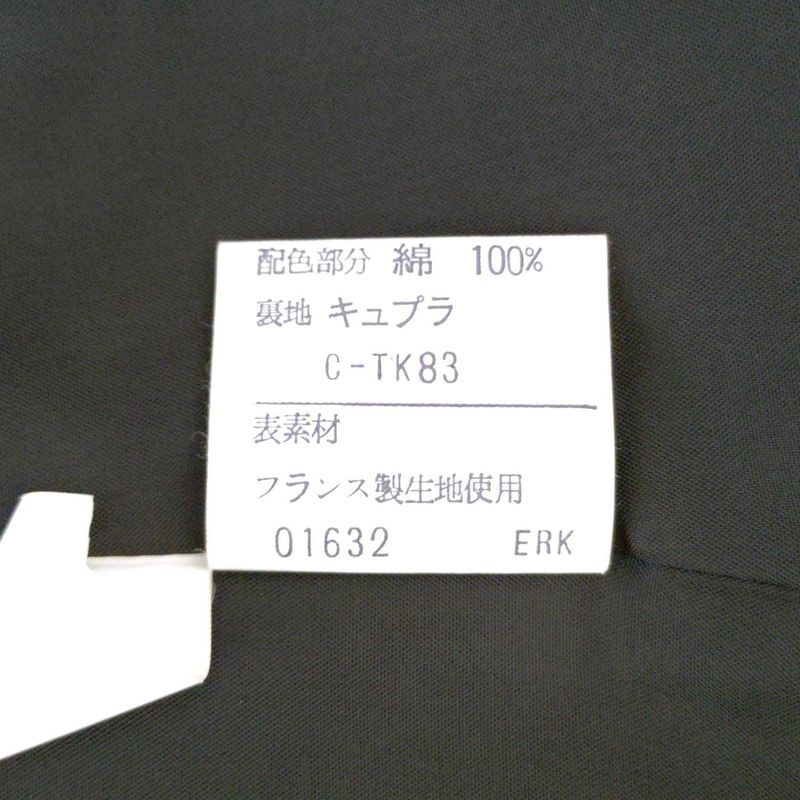 配色部分 綿 100%
裏地 キュプラ
C-TK83
表素材
フランス製生地使用
01632 ERK